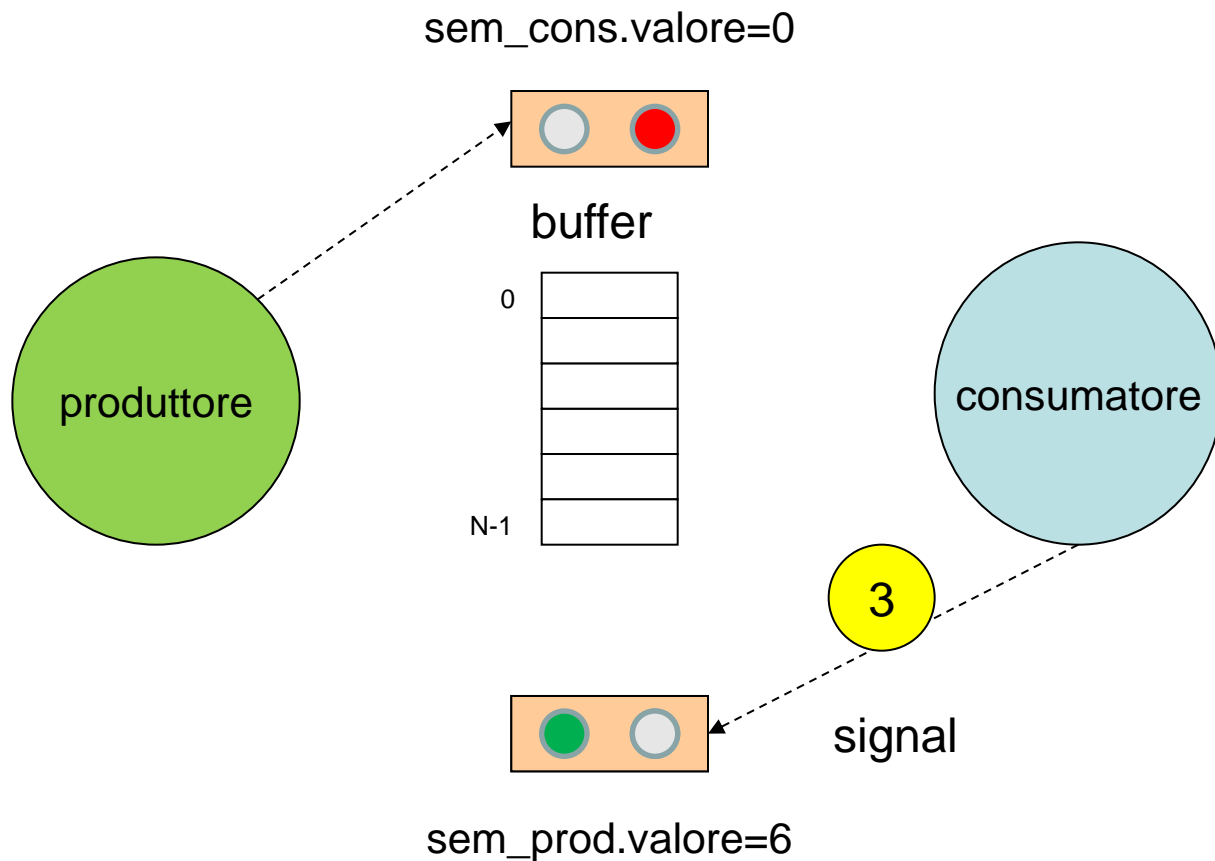 sem_cons.valore=0
buffer
0
produttore
consumatore
N-1
3
signal
sem_prod.valore=6